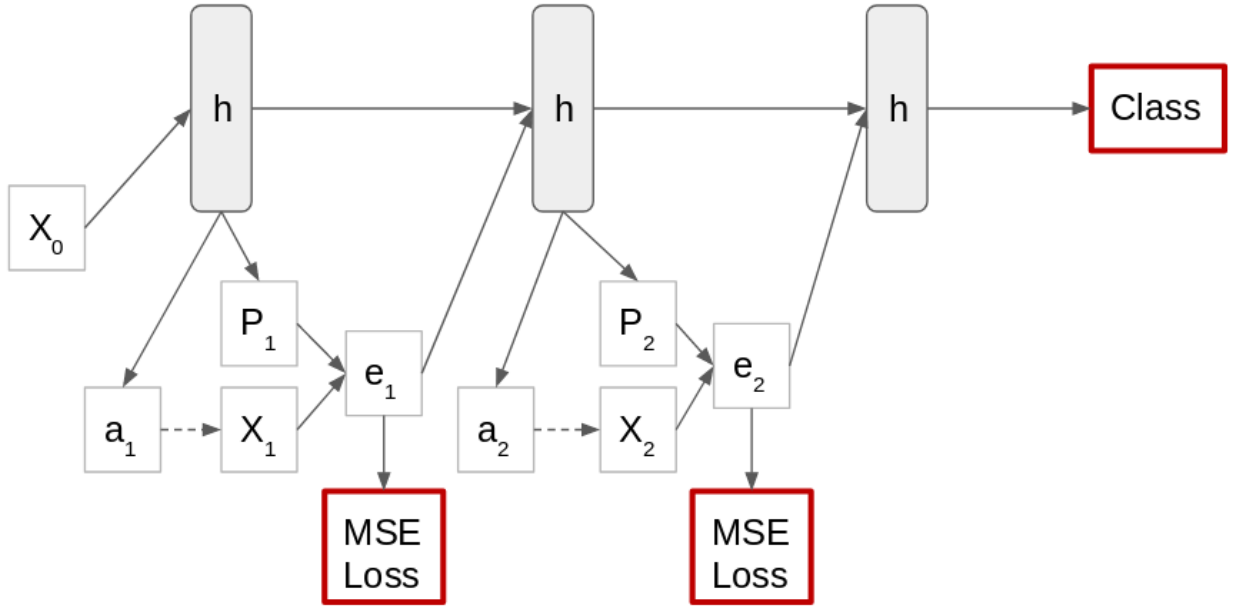 h
h
h
Class
X₀
P₁
P₂
e₁
e₂
a₁
X₁
a₂
X₂
MSE
Loss
MSE
Loss